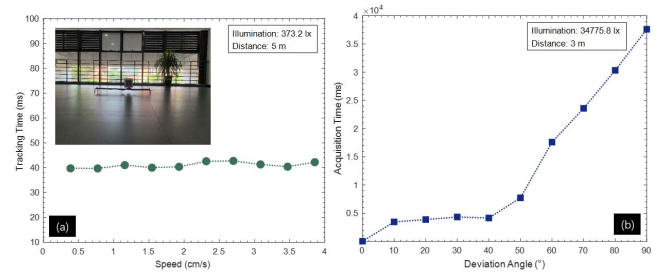 100
90
80
70
60
50
40
30
20
10
Tracking Time (ms)
Illumination: 373.2 lx
Distance: 5 m
(a)
0 0.5 1 1.5 2 2.5 3 3.5 4
Speed (cm/s)
×10⁴
4
3.5
3
2.5
2
1.5
1
0.5
Acquisition Time (ms)
Illumination: 34775.8 lx
Distance: 3 m
(b)
0 10 20 30 40 50 60 70 80 90
Deviation Angle (°)